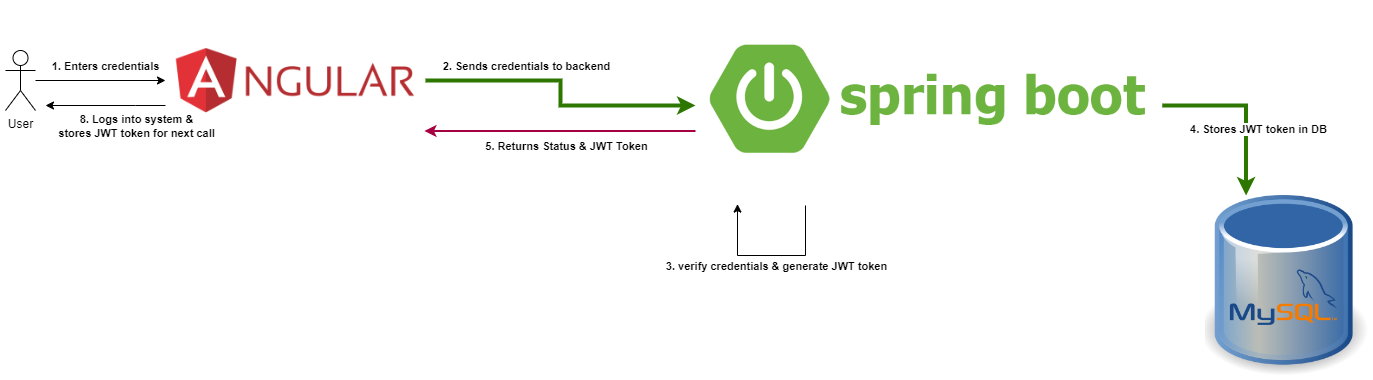 1. Enters credentials
NGULAR
2. Sends credentials to backend
spring boot
User
8. Logs into system &
stores JWT token for next call
5. Returns Status & JWT Token
4. Stores JWT token in DB
3. verify credentials & generate JWT token
MySQL